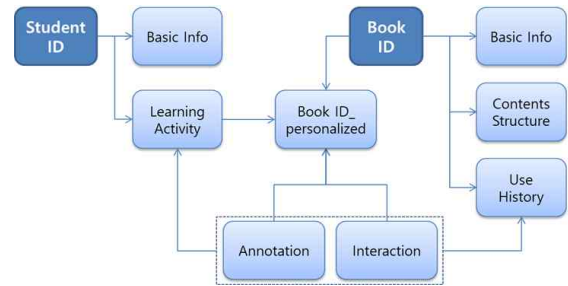 Student
ID
Basic Info
Book
ID
Basic Info
Learning
Activity
Book ID_
personalized
Contents
Structure
Use
History
Annotation
Interaction